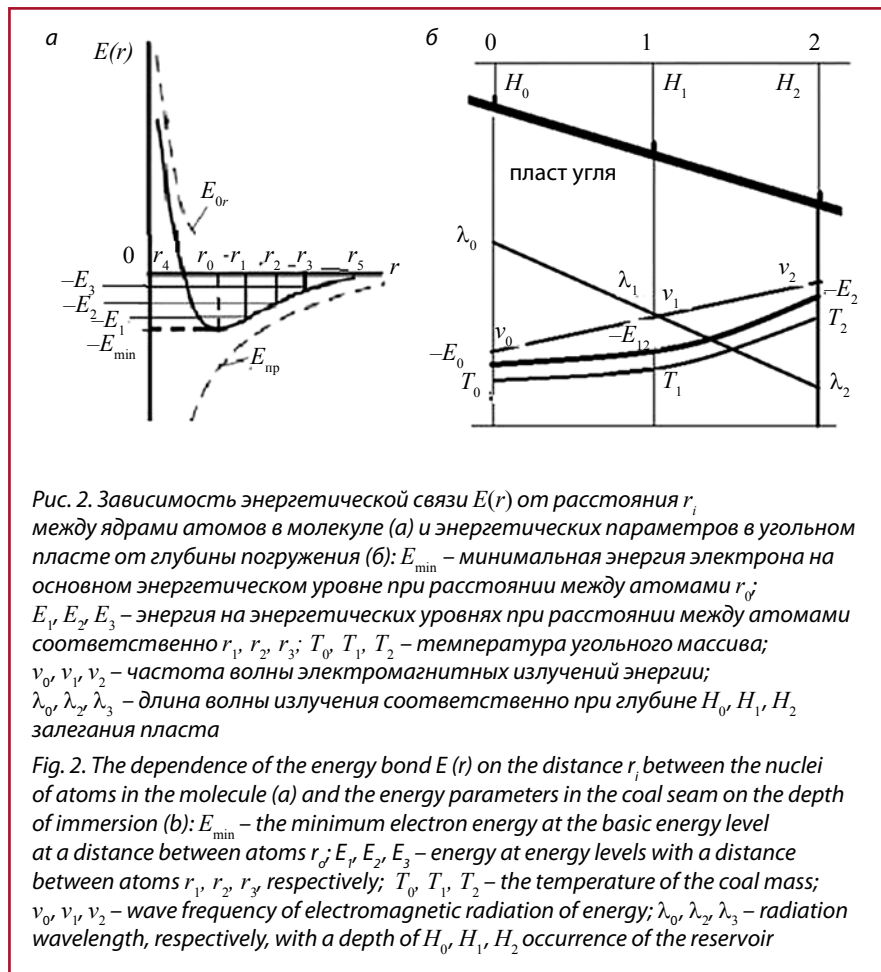 а
E(r)
E₀ᵣ
0 r₄ r₀ r₁ r₂ r₃ r₅ r
–E₃
–E₂
–E₁
–Eₘᵢₙ
Eпр
б
0 1 2
H₀ H₁ H₂
пласт угля
λ₀
λ₁ ν₁ ν₂
–E₂
ν₀ –E₁₂ T₂
–E₀
T₀ T₁ λ₂
Рис. 2. Зависимость энергетической связи E(r) от расстояния rᵢ
между ядрами атомов в молекуле (а) и энергетических параметров в угольном
пласте от глубины погружения (б): Eₘᵢₙ – минимальная энергия электрона на
основном энергетическом уровне при расстоянии между атомами r₀;
E₁, E₂, E₃ – энергия на энергетических уровнях при расстоянии между атомами
соответственно r₁, r₂, r₃; T₀, T₁, T₂ – температура угольного массива;
ν₀, ν₁, ν₂ – частота волны электромагнитных излучений энергии;
λ₀, λ₂, λ₃ – длина волны излучения соответственно при глубине H₀, H₁, H₂
залегания пласта
Fig. 2. The dependence of the energy bond E (r) on the distance rᵢ between the nuclei
of atoms in the molecule (a) and the energy parameters in the coal seam on the depth
of immersion (b): Eₘᵢₙ – the minimum electron energy at the basic energy level
at a distance between atoms rₒ; E₁, E₂, E₃ – energy at energy levels with a distance
between atoms r₁, r₂, r₃, respectively; T₀, T₁, T₂ – the temperature of the coal mass;
ν₀, ν₁, ν₂ – wave frequency of electromagnetic radiation of energy; λ₀, λ₂, λ₃ – radiation
wavelength, respectively, with a depth of H₀, H₁, H₂ occurrence of the reservoir